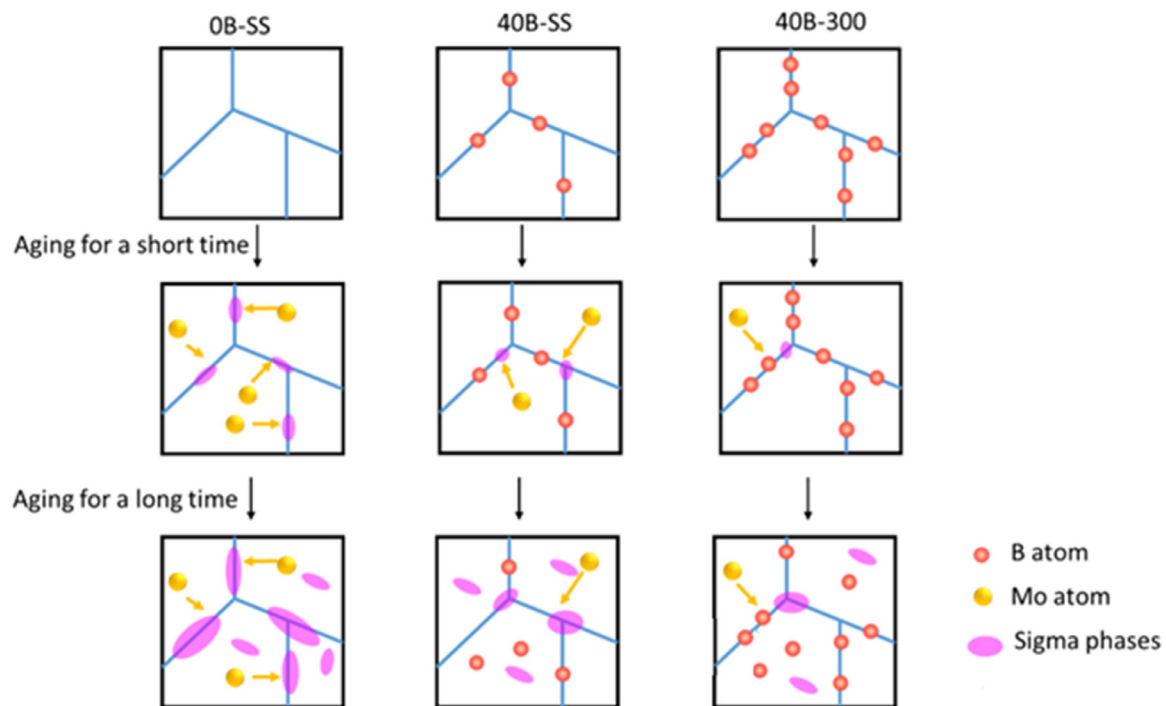 0B-SS
40B-SS
40B-300
Aging for a short time
Aging for a long time
B atom
Mo atom
Sigma phases